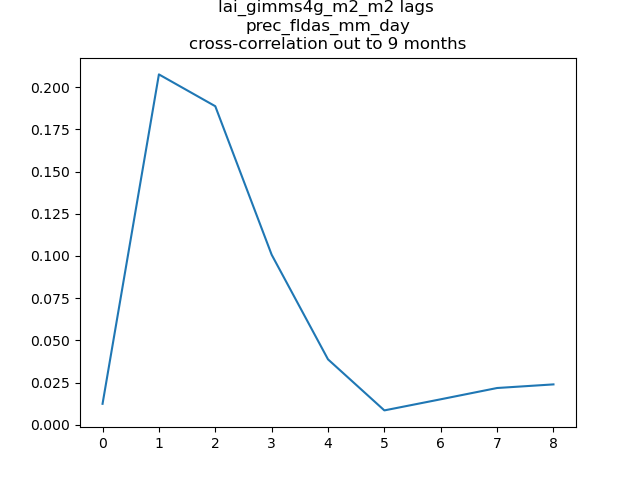 lai_gimms4g_m2_m2 lags
prec_fldas_mm_day
cross-correlation out to 9 months
0.200
0.175
0.150
0.125
0.100
0.075
0.050
0.025
0.000
0 1 2 3 4 5 6 7 8